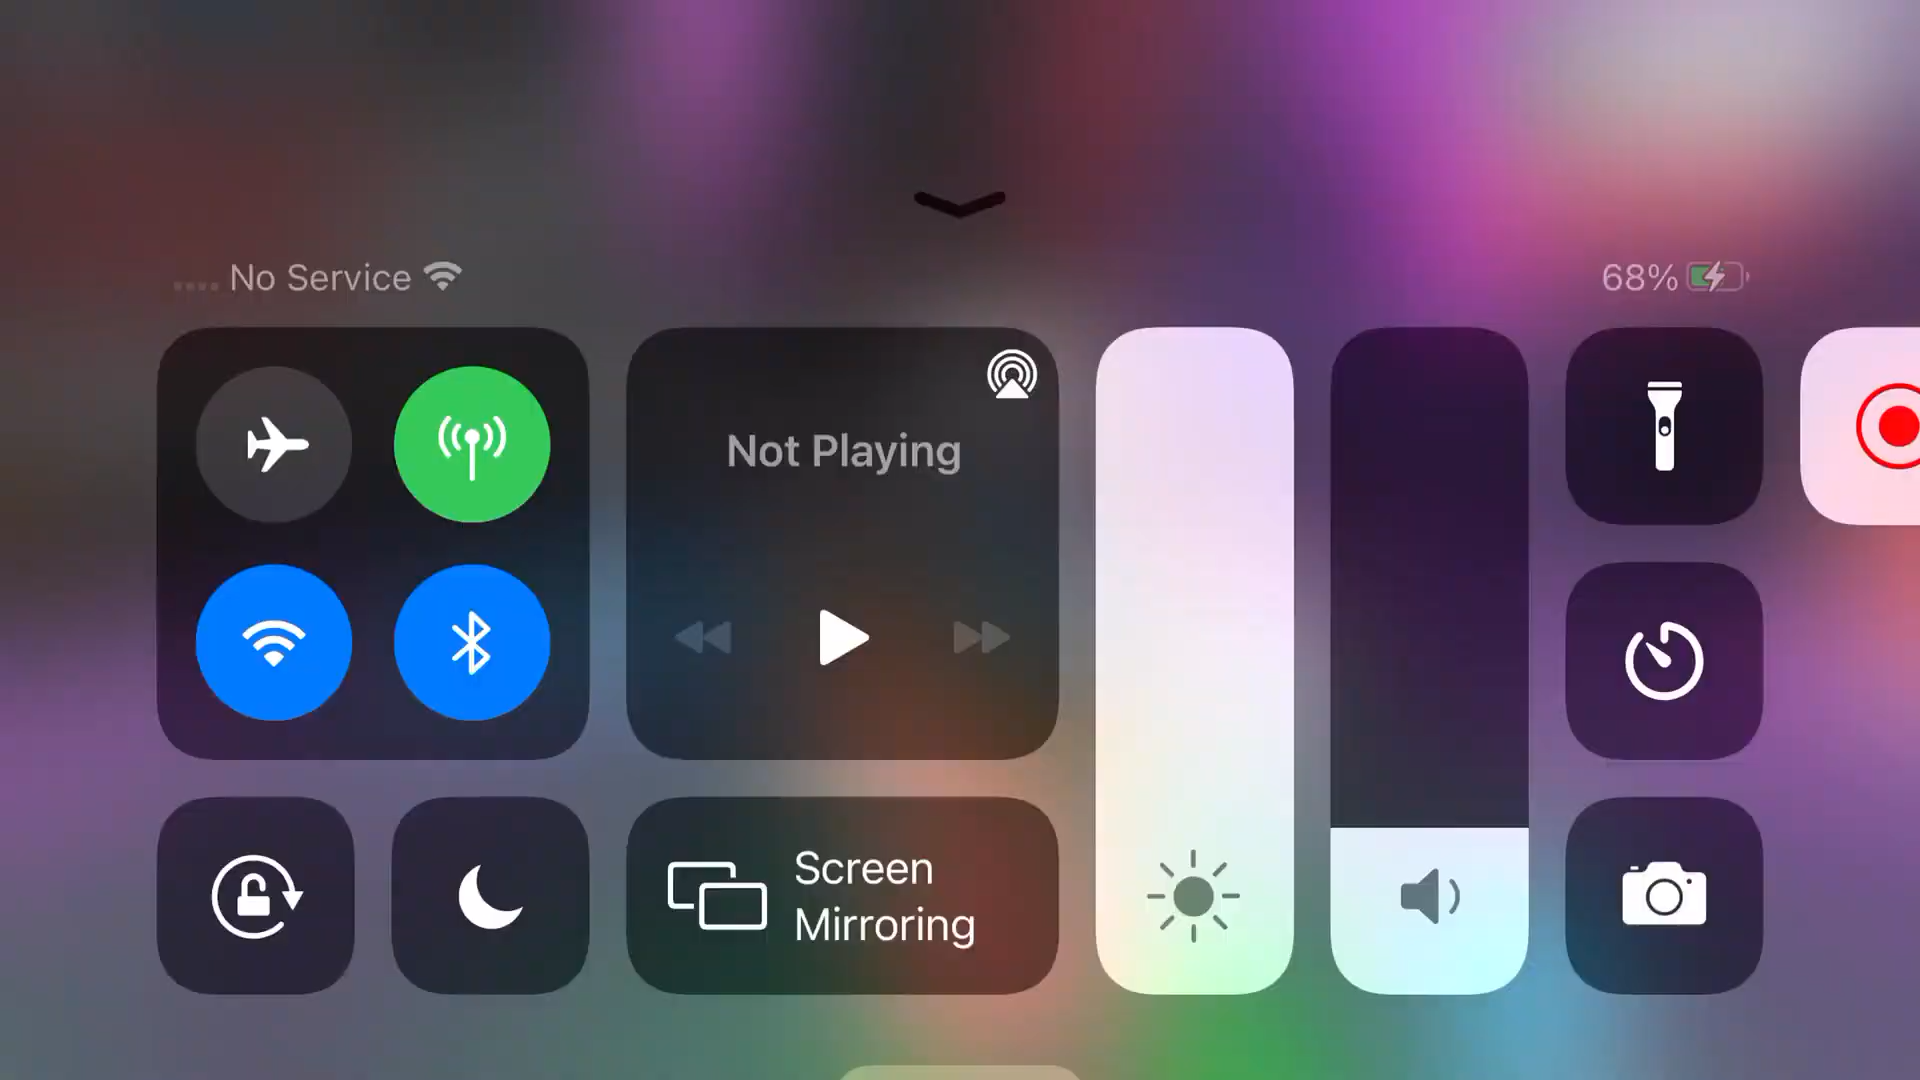 No Service
68%
Not Playing
Screen
Mirroring